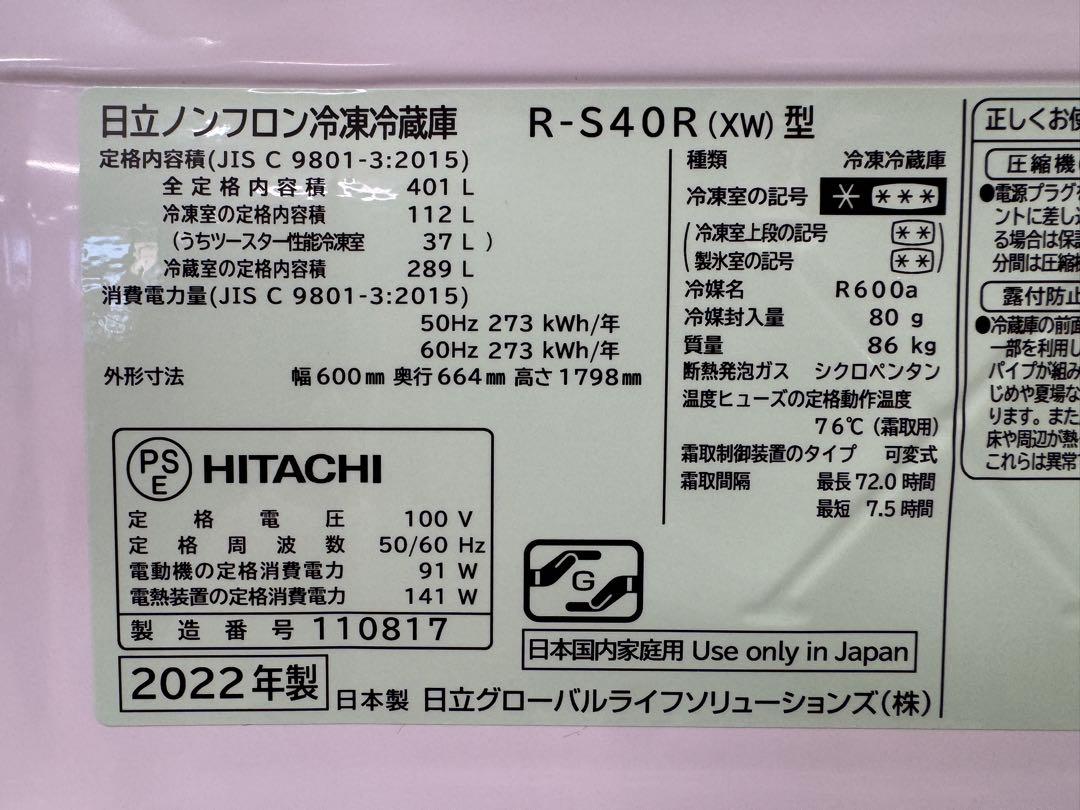 日立ノンフロン冷凍冷蔵庫 R-S40R(XW)型
定格内容積(JIS C 9801-3:2015)
全定格内容積 401 L
冷凍室の定格内容積 112 L
(うちツースター性能冷凍室 37 L )
冷蔵室の定格内容積 289 L
消費電力量(JIS C 9801-3:2015)
50Hz 273 kWh/年
60Hz 273 kWh/年
外形寸法 幅600㎜ 奥行664㎜ 高さ1798㎜
PS
E
HITACHI
定格電圧 100 V
定格周波数 50/60 Hz
電動機の定格消費電力 91 W
電熱装置の定格消費電力 141 W
製造番号 110817
2022年製
日本製 日立グローバルライフソリューションズ(株)
種類 冷凍冷蔵庫
冷凍室の記号 * ***
(冷凍室上段の記号 **
製氷室の記号 **)
冷媒名 R600a
冷媒封入量 80 g
質量 86 kg
断熱発泡ガス シクロペンタン
温度ヒューズの定格動作温度
76℃(霜取用)
霜取制御装置のタイプ 可変式
霜取間隔 最長 72.0 時間
最短 7.5 時間
G
日本国内家庭用 Use only in Japan
正しくお使
圧縮機
●電源プラグを
ントに差し込
る場合は保
分間は圧縮
露付防止
●冷蔵庫の前面
一部を利用し
パイプが組み
じめや夏場な
ります。また
床や周辺が熱
これらは異常